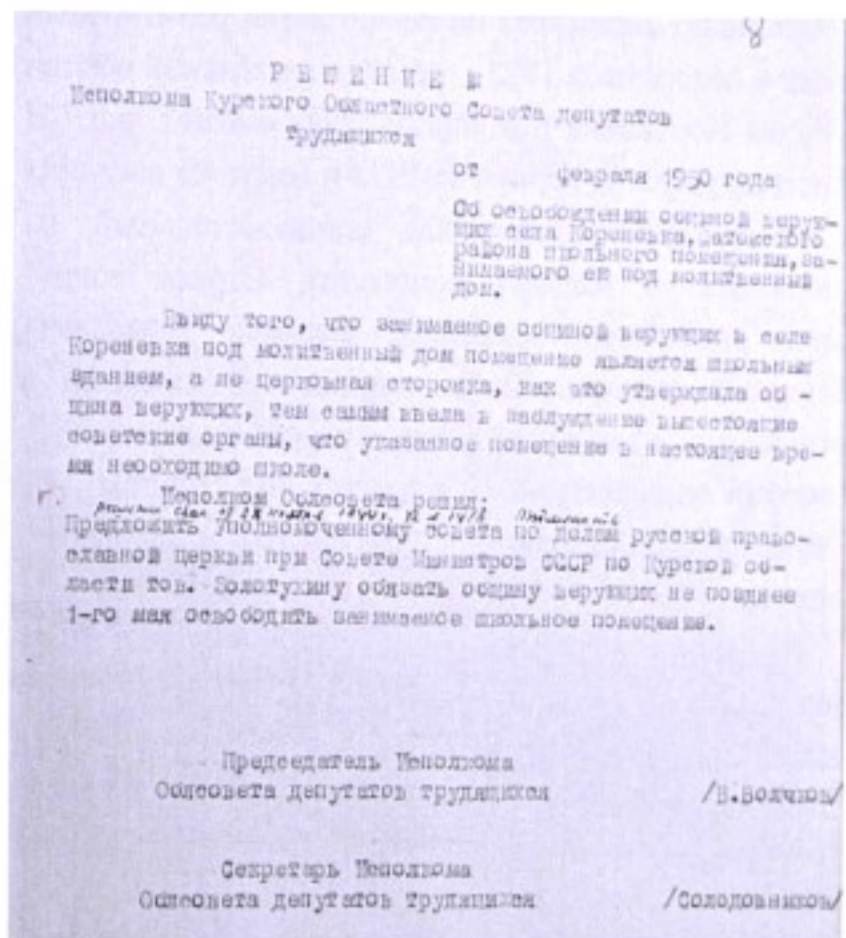 8
РЕШЕНИЕ №
Исполкома Курского Областного Совета депутатов
трудящихся
от февраля 1950 года
Об освобождении общиной верую-
щих села Кореневка, района школьного помещения, за-
нимаемого ею под молитвенный
дом.
Ввиду того, что занимаемое общиной верующих в селе
Кореневка под молитвенный дом помещение является школьным
зданием, а не церковная сторожка, как это утверждала об -
щина верующих, тем самым ввела в заблуждение вышестоящие
советские органы, что указанное помещение в настоящее вре-
мя необходимо школе.
г. Исполком Облсовета решил:
Предложить Уполномоченному совета по делам русской право-
славной церкви при Совете Министров СССР по Курской об-
ласти тов. Золотухину обязать общину верующих не позднее
1-го мая освободить занимаемое школьное помещение.
Председатель Исполкома
Облсовета депутатов трудящихся /В.Волчков/
Секретарь Исполкома
Облсовета депутатов трудящихся /Солодовников/